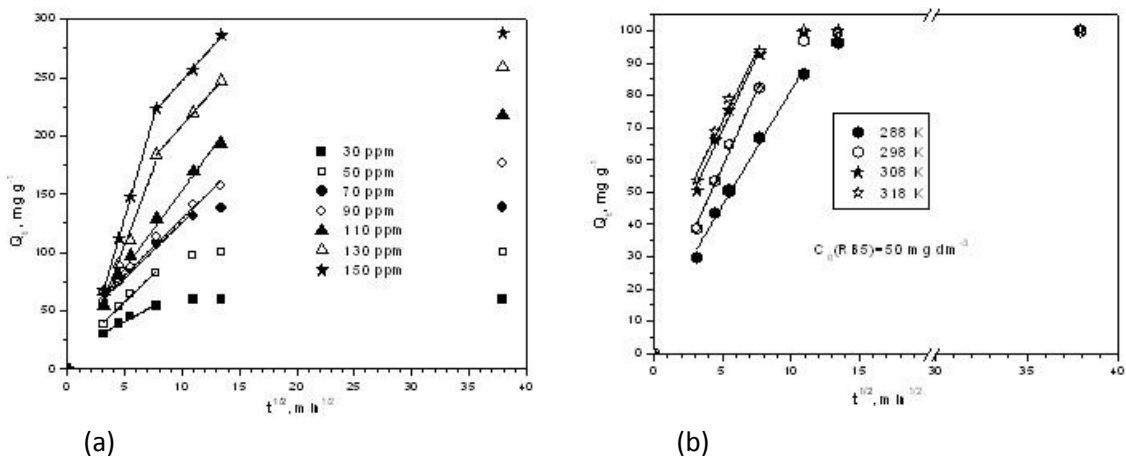 (a)
300
250
200
150
100
50
0
Q_t, mg g^-1
30 ppm
50 ppm
70 ppm
90 ppm
110 ppm
130 ppm
150 ppm
0 5 10 15 20 25 30 35 40
t^1/2, min^1/2
(a)
(b)
100
90
80
70
60
50
40
30
20
10
0
Q_t, mg g^-1
288 K
298 K
308 K
318 K
C_0(RB5)=50 mg dm^-3
0 5 10 15 20 30 40
t^1/2, min^1/2
(b)